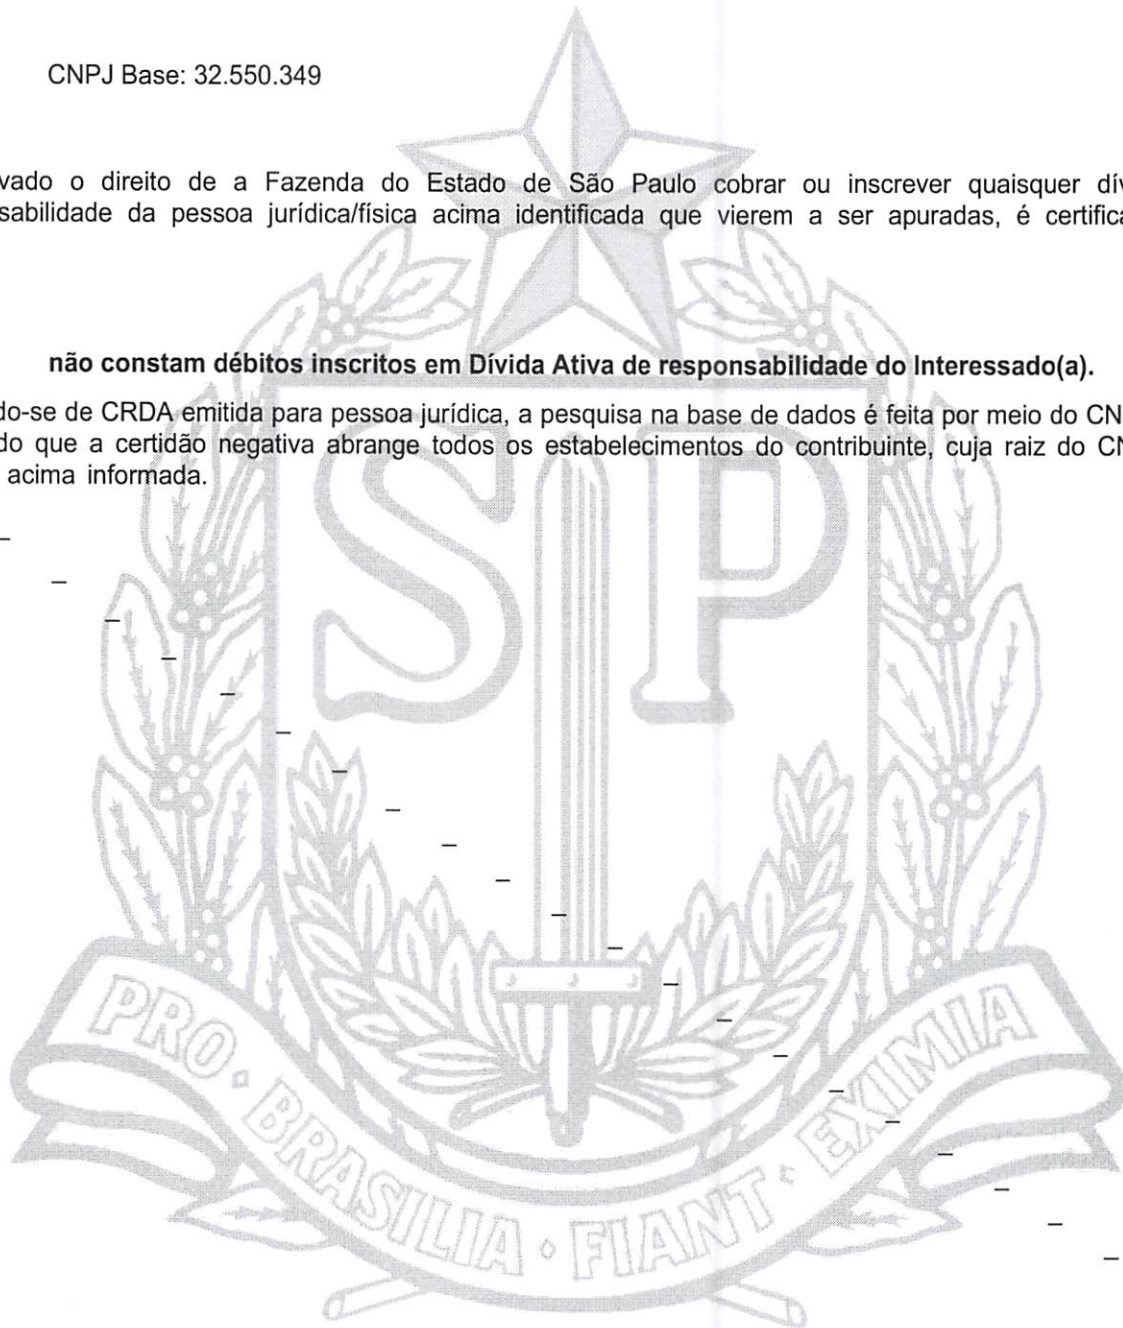 CNPJ Base: 32.550.349
vado o direito de a Fazenda do Estado de São Paulo cobrar ou inscrever quaisquer dív
sabilidade da pessoa jurídica/física acima identificada que vierem a ser apuradas, é certifica
não constam débitos inscritos em Dívida Ativa de responsabilidade do Interessado(a).
do-se de CRDA emitida para pessoa jurídica, a pesquisa na base de dados é feita por meio do CN
do que a certidão negativa abrange todos os estabelecimentos do contribuinte, cuja raiz do CN
acima informada.
SP
PRO · BRASILIA · FIANT · EXIMIA